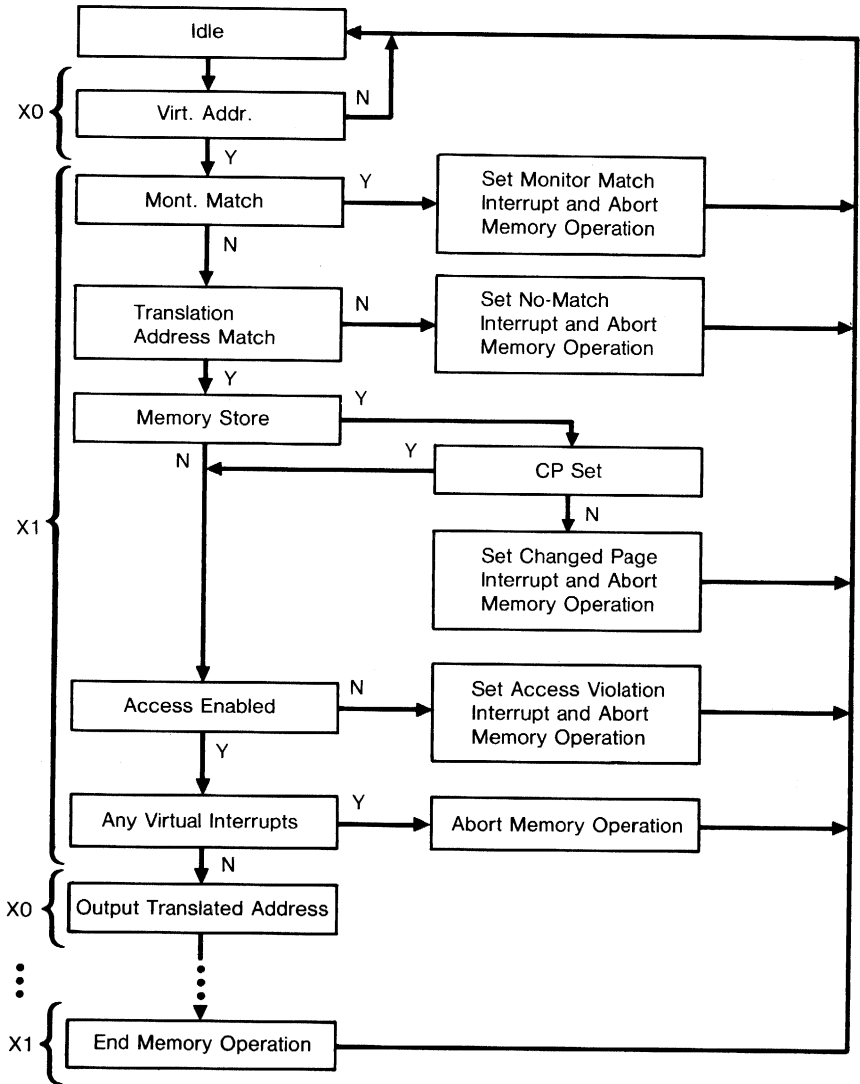 Idle
X0
Virt. Addr.
N
Y
Mont. Match
Y
Set Monitor Match
Interrupt and Abort
Memory Operation
N
Translation
Address Match
N
Set No-Match
Interrupt and Abort
Memory Operation
Y
Memory Store
Y
N
Y
CP Set
N
X1
Set Changed Page
Interrupt and Abort
Memory Operation
Access Enabled
N
Set Access Violation
Interrupt and Abort
Memory Operation
Y
Any Virtual Interrupts
Y
Abort Memory Operation
N
X0
Output Translated Address
X1
End Memory Operation